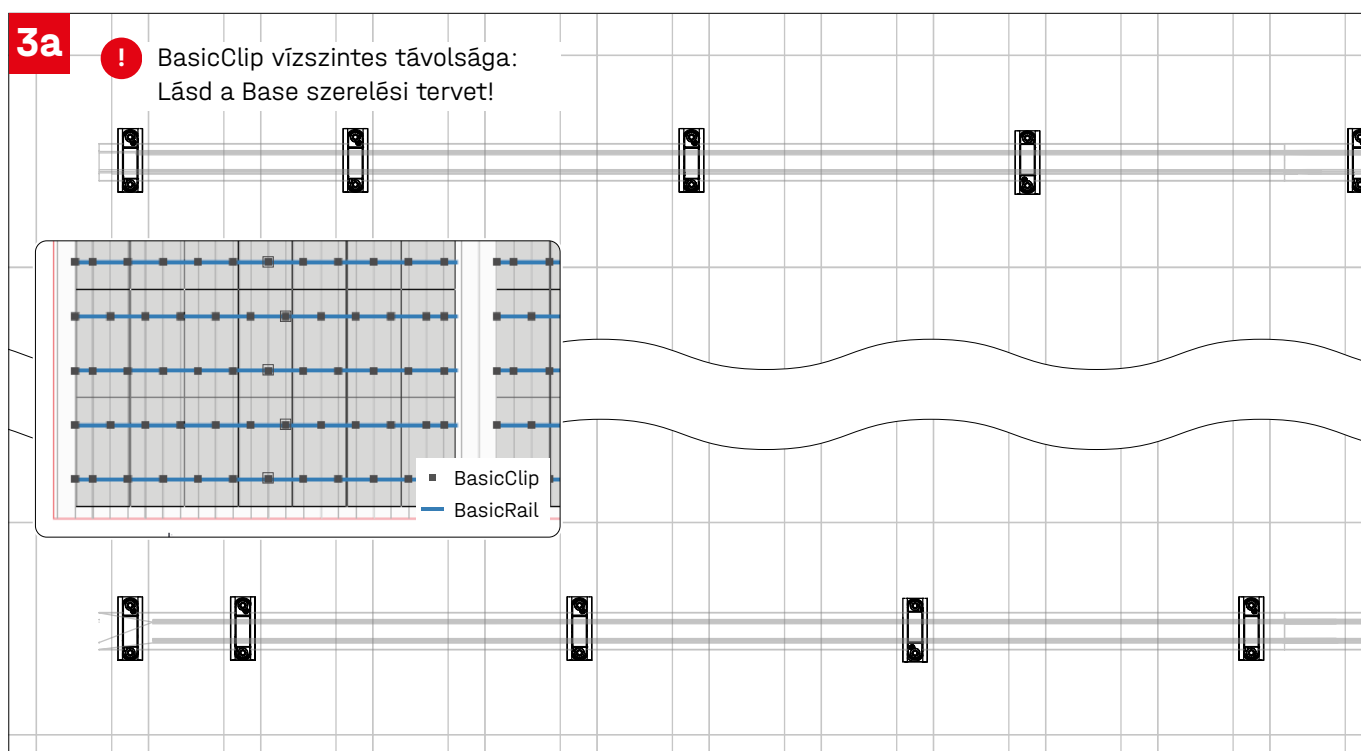 3a
! BasicClip vízszintes távolsága:
Lásd a Base szerelési tervet!
BasicClip
BasicRail